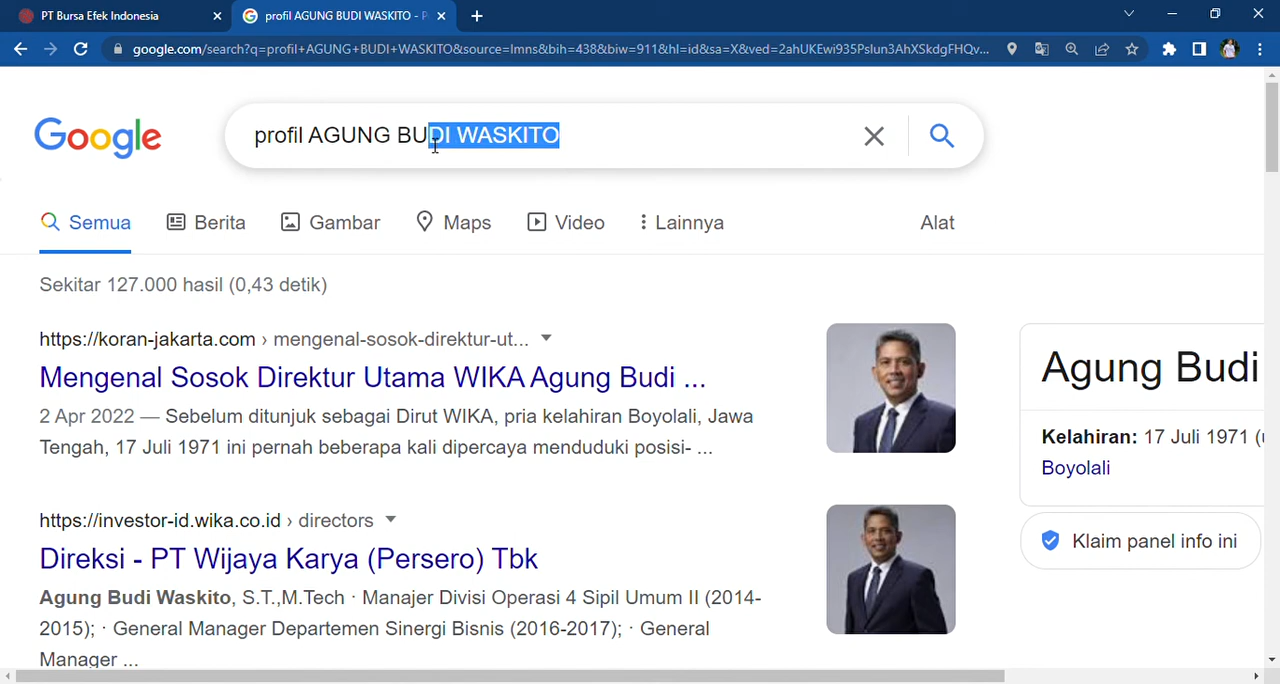 PT Bursa Efek Indonesia
profil AGUNG BUDI WASKITO - P
google.com/search?q=profil+AGUNG+BUDI+WASKITO&source=lmns&bih=438&biw=911&hl=id&sa=X&ved=2ahUKEwi935Pslun3AhXSkdgFHQv...
Google
profil AGUNG BUDI WASKITO
Semua
Berita
Gambar
Maps
Video
Lainnya
Alat
Sekitar 127.000 hasil (0,43 detik)
https://koran-jakarta.com › mengenal-sosok-direktur-ut...
Mengenal Sosok Direktur Utama WIKA Agung Budi ...
2 Apr 2022 — Sebelum ditunjuk sebagai Dirut WIKA, pria kelahiran Boyolali, Jawa
Tengah, 17 Juli 1971 ini pernah beberapa kali dipercaya menduduki posisi- ...
https://investor-id.wika.co.id › directors
Direksi - PT Wijaya Karya (Persero) Tbk
Agung Budi Waskito, S.T.,M.Tech · Manajer Divisi Operasi 4 Sipil Umum II (2014-
2015); · General Manager Departemen Sinergi Bisnis (2016-2017); · General
Manager ...
Agung Budi
Kelahiran: 17 Juli 1971 (
Boyolali
Klaim panel info ini